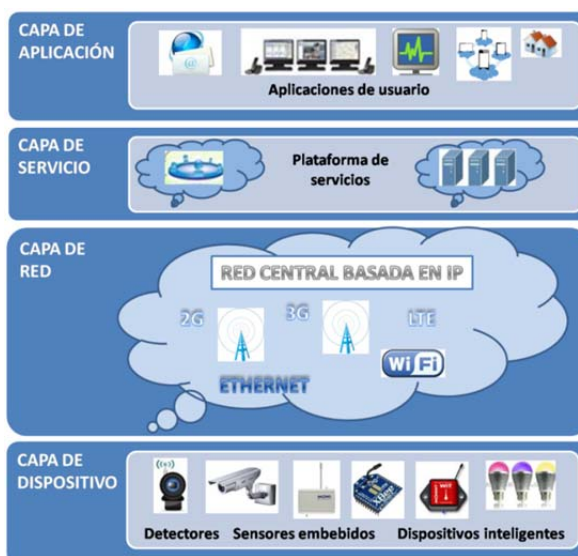 CAPA DE
APLICACIÓN
Aplicaciones de usuario
CAPA DE
SERVICIO
Plataforma de
servicios
CAPA DE
RED
RED CENTRAL BASADA EN IP
2G
3G
LTE
WiFi
ETHERNET
CAPA DE
DISPOSITIVO
Detectores
Sensores embebidos
Dispositivos inteligentes